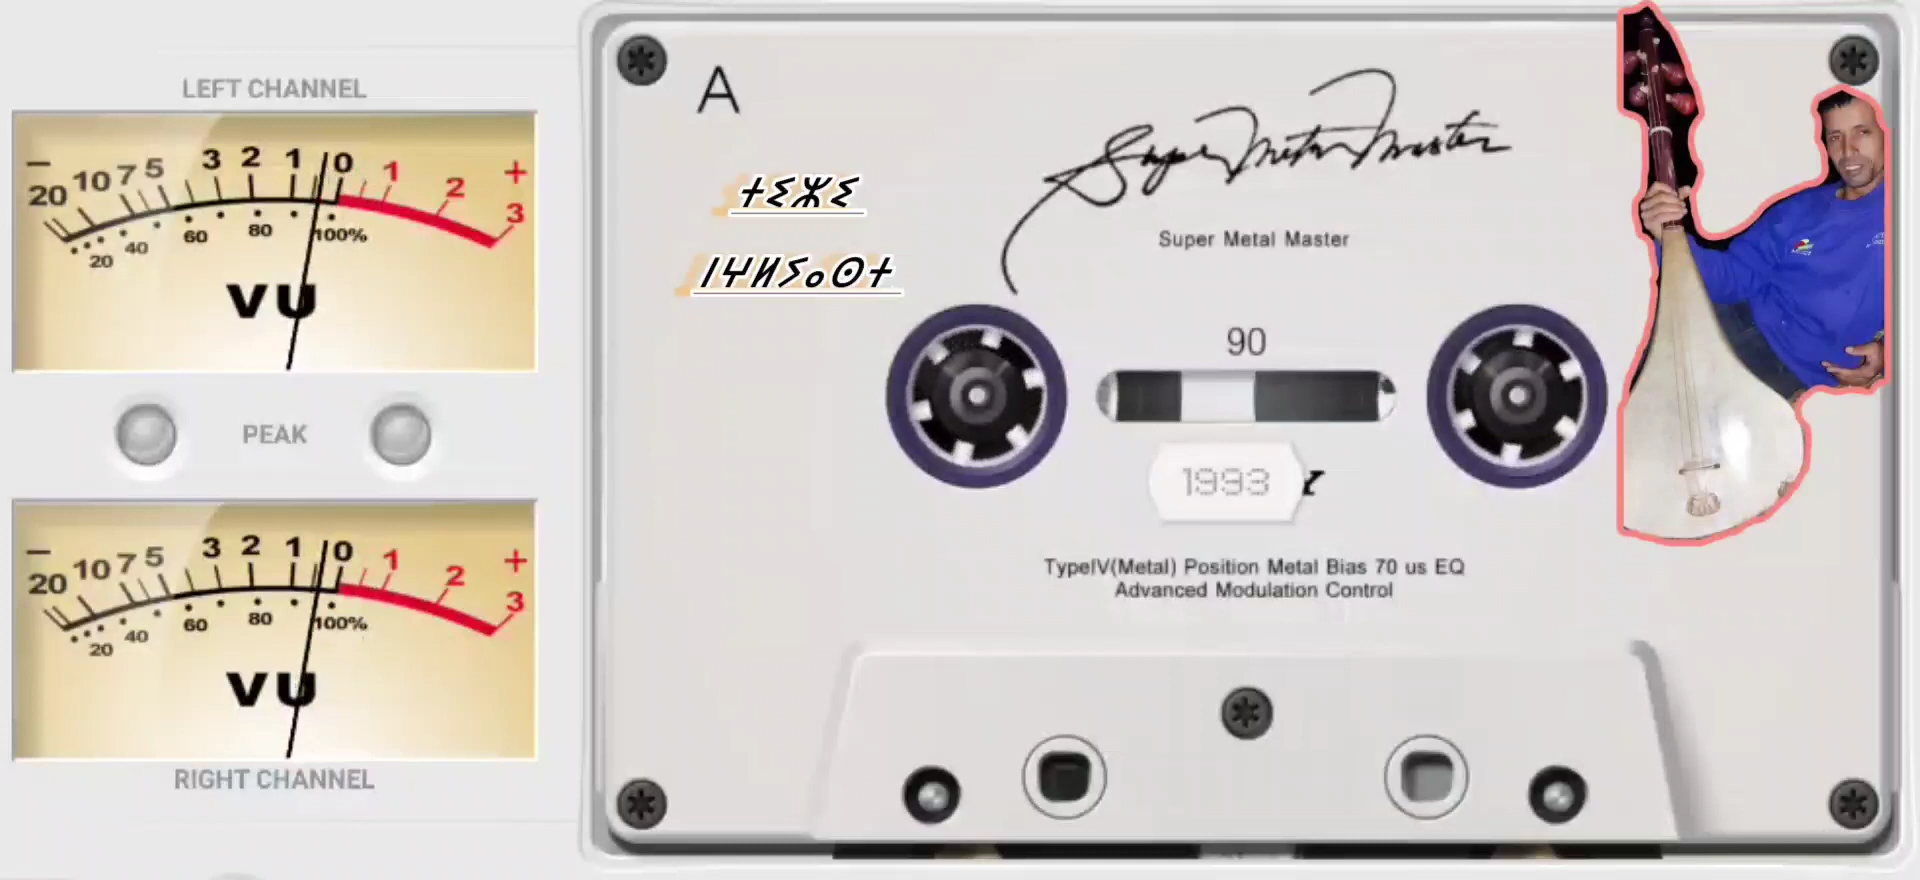 LEFT CHANNEL
− 20 10 7 5 3 2 1 0 1 2 3 +
20 40 60 80 100%
VU
PEAK
− 20 10 7 5 3 2 1 0 1 2 3 +
20 40 60 80 100%
VU
RIGHT CHANNEL
A
ⵜⵉⵣⵉ
ⵏⵖⵍⵢⴰⵙⵜ
Super Metal Master
Super Metal Master
90
1993
TypeIV(Metal) Position Metal Bias 70 us EQ
Advanced Modulation Control